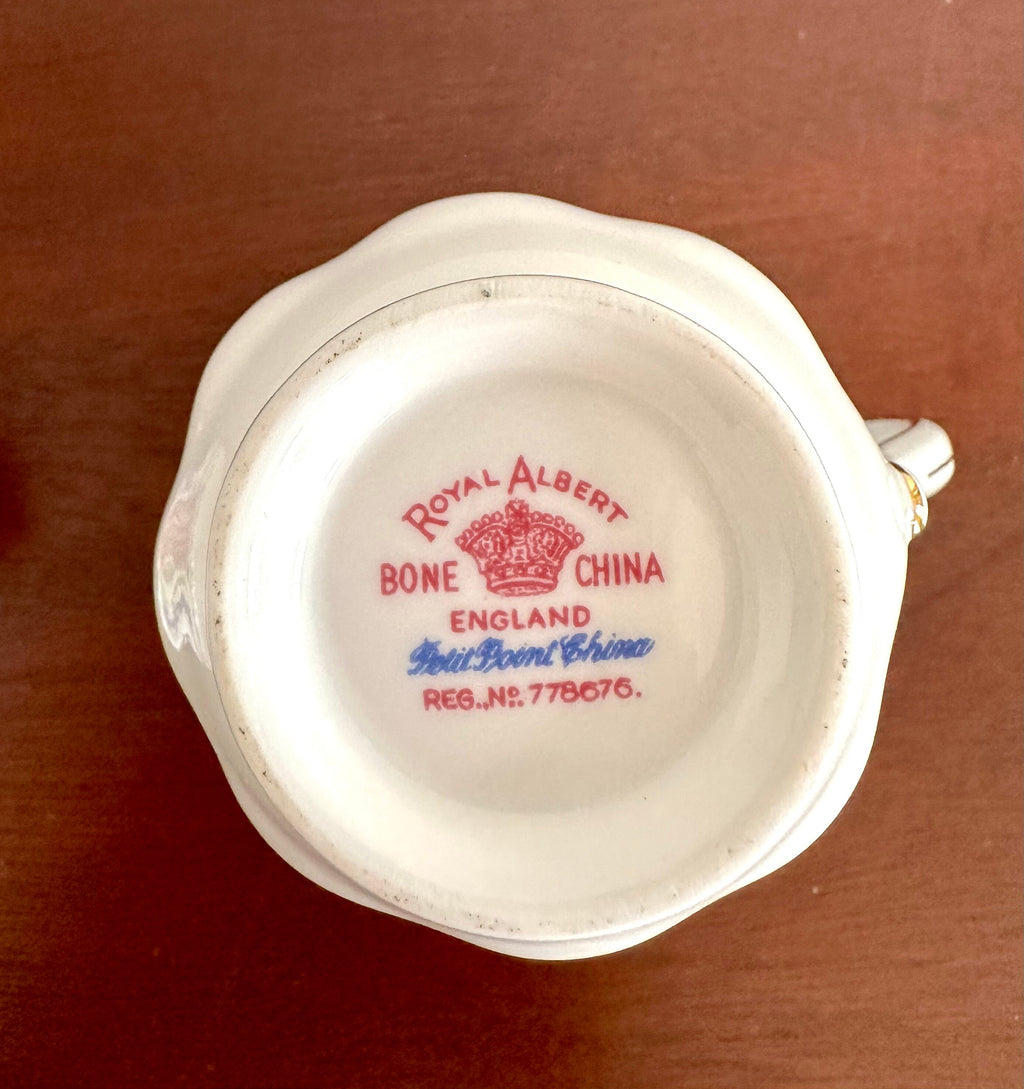 ROYAL ALBERT
BONE CHINA
ENGLAND
Petit Point China
REG., No. 778676.